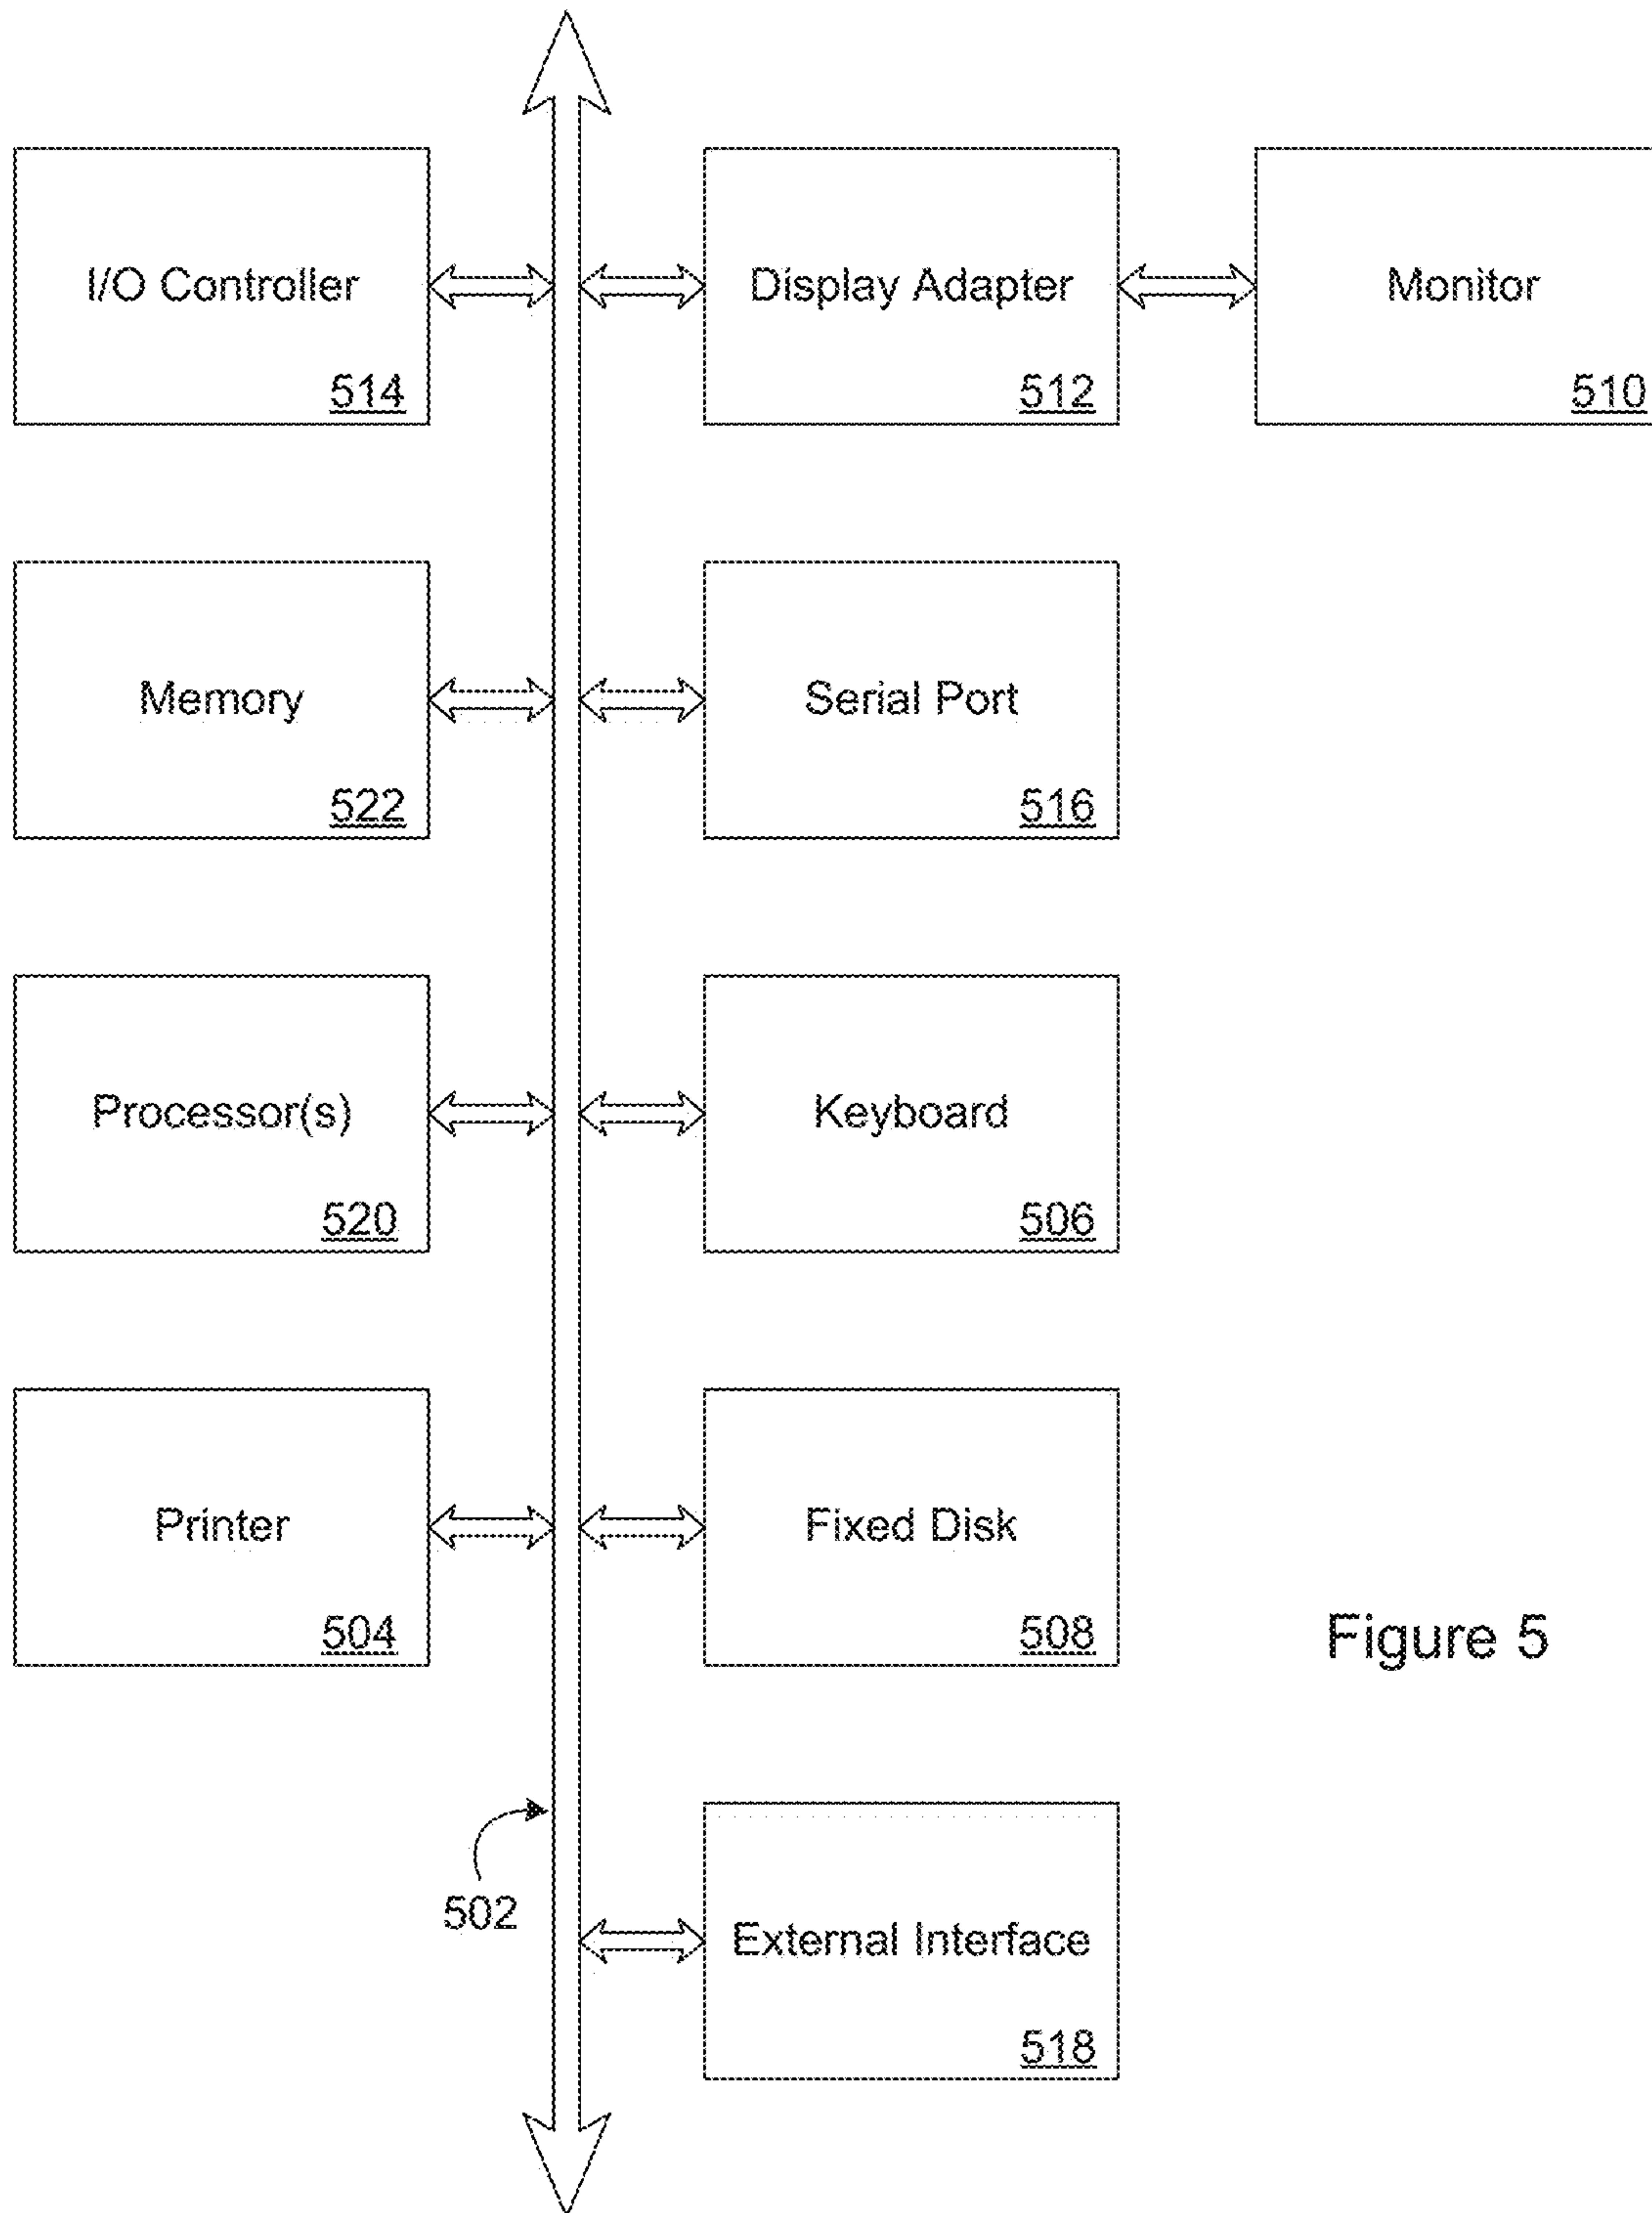 I/O Controller
514
Display Adapter
512
Monitor
510
Memory
522
Serial Port
516
Processor(s)
520
Keyboard
506
Printer
504
Fixed Disk
508
Figure 5
502
External Interface
518